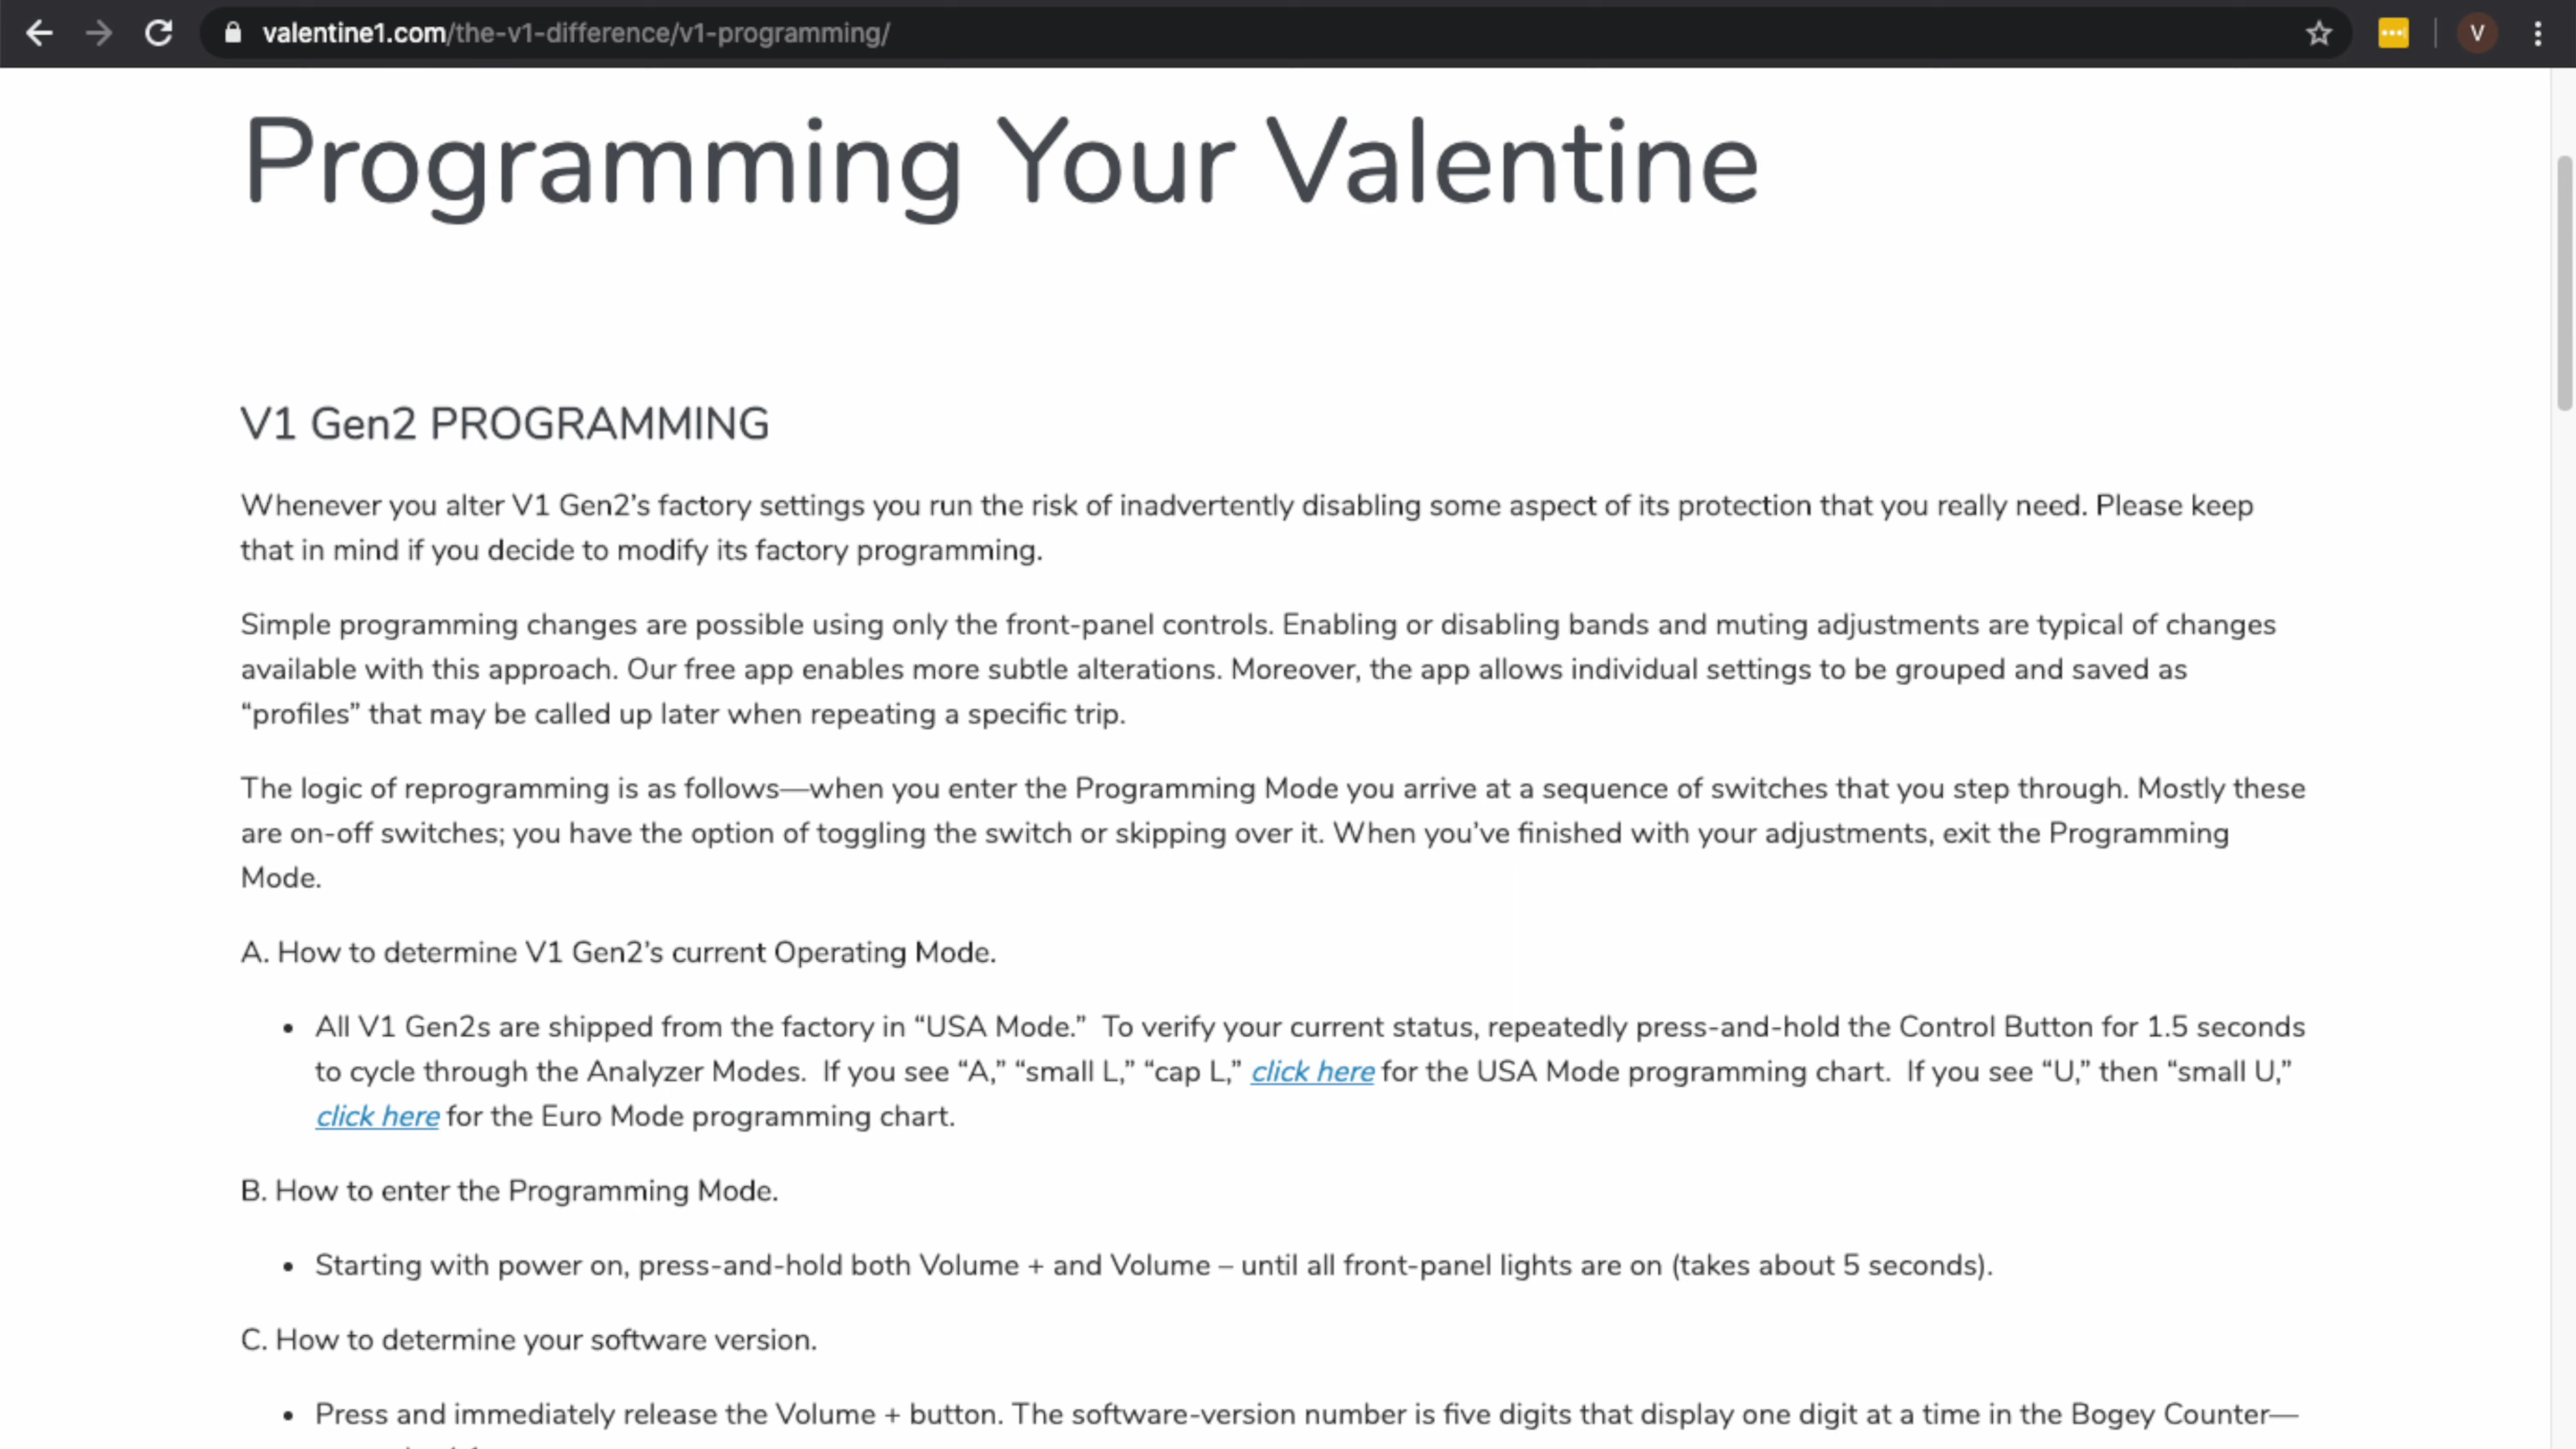 valentine1.com/the-v1-difference/v1-programming/
V
Programming Your Valentine
V1 Gen2 PROGRAMMING
Whenever you alter V1 Gen2’s factory settings you run the risk of inadvertently disabling some aspect of its protection that you really need. Please keep
that in mind if you decide to modify its factory programming.
Simple programming changes are possible using only the front-panel controls. Enabling or disabling bands and muting adjustments are typical of changes
available with this approach. Our free app enables more subtle alterations. Moreover, the app allows individual settings to be grouped and saved as
“profiles” that may be called up later when repeating a specific trip.
The logic of reprogramming is as follows—when you enter the Programming Mode you arrive at a sequence of switches that you step through. Mostly these
are on-off switches; you have the option of toggling the switch or skipping over it. When you’ve finished with your adjustments, exit the Programming
Mode.
A. How to determine V1 Gen2’s current Operating Mode.
• All V1 Gen2s are shipped from the factory in “USA Mode.” To verify your current status, repeatedly press-and-hold the Control Button for 1.5 seconds
to cycle through the Analyzer Modes. If you see “A,” “small L,” “cap L,” click here for the USA Mode programming chart. If you see “U,” then “small U,”
click here for the Euro Mode programming chart.
B. How to enter the Programming Mode.
• Starting with power on, press-and-hold both Volume + and Volume – until all front-panel lights are on (takes about 5 seconds).
C. How to determine your software version.
• Press and immediately release the Volume + button. The software-version number is five digits that display one digit at a time in the Bogey Counter—